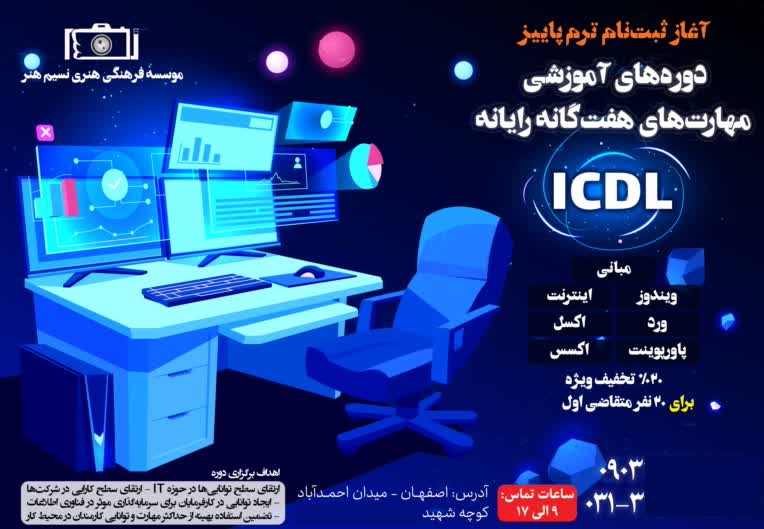 آغاز ثبت‌نام ترم پاییز
دوره‌های آموزشی
مهارت‌های هفت‌گانه رایانه
ICDL
موسسه فرهنگی هنری نسیم هنر
مبانی
ویندوز
اینترنت
ورد
اکسل
پاورپوینت
اکسس
۲۰٪ تخفیف ویژه
برای ۲۰ نفر متقاضی اول
۰۹۰۳
۰۳۱-۳
ساعات تماس:
۹ الی ۱۷
آدرس: اصفهان - میدان احمدآباد
کوچه شهید
اهداف برگزاری دوره
ارتقای سطح توانایی‌ها در حوزه IT - ارتقای سطح کارایی در شرکت‌ها
- ایجاد توانایی در کارفرمایان برای سرمایه‌گذاری موثر در فناوری اطلاعات
- تضمین استفاده بهینه از حداکثر مهارت و توانایی کارمندان در محیط کار